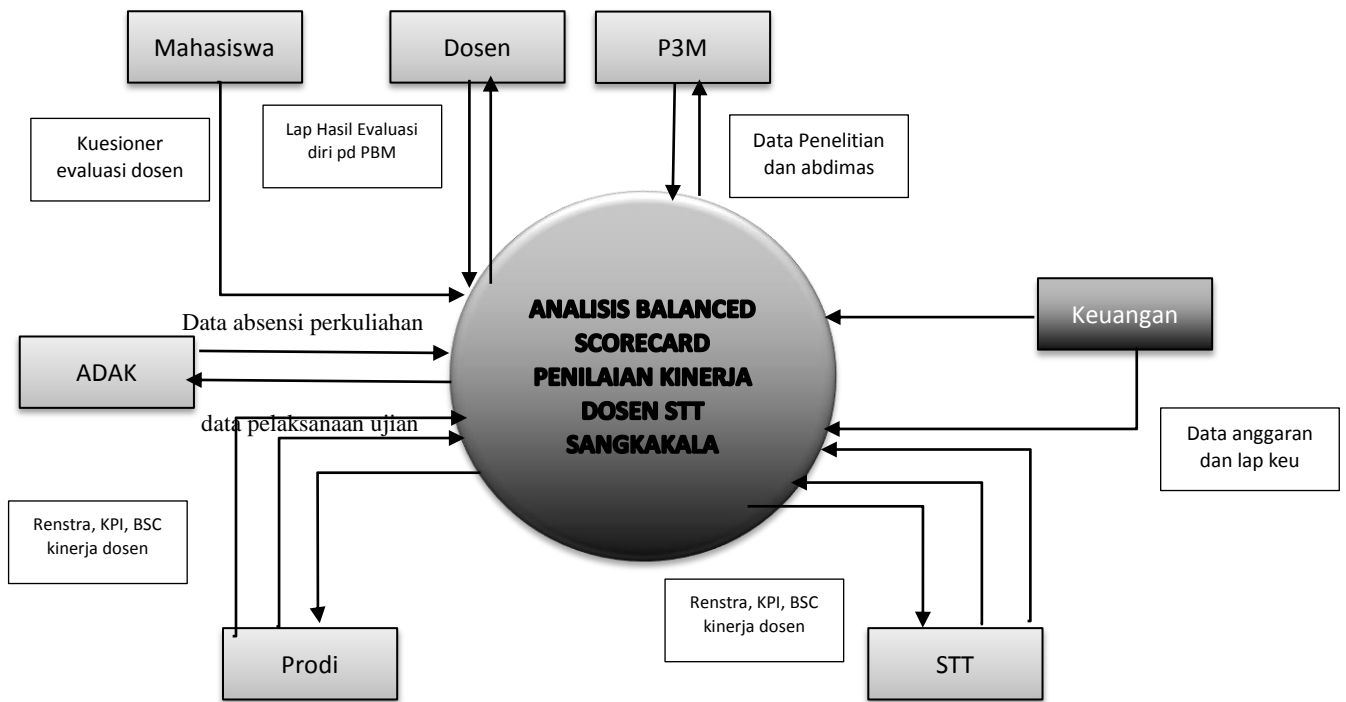 Mahasiswa
Dosen
P3M
Kuesioner
evaluasi dosen
Lap Hasil Evaluasi
diri pd PBM
Data Penelitian
dan abdimas
ANALISIS BALANCED
SCORECARD
PENILAIAN KINERJA
DOSEN STT
SANGKAKALA
Keuangan
Data absensi perkuliahan
ADAK
data pelaksanaan ujian
Data anggaran
dan lap keu
Renstra, KPI, BSC
kinerja dosen
Renstra, KPI, BSC
kinerja dosen
Prodi
STT